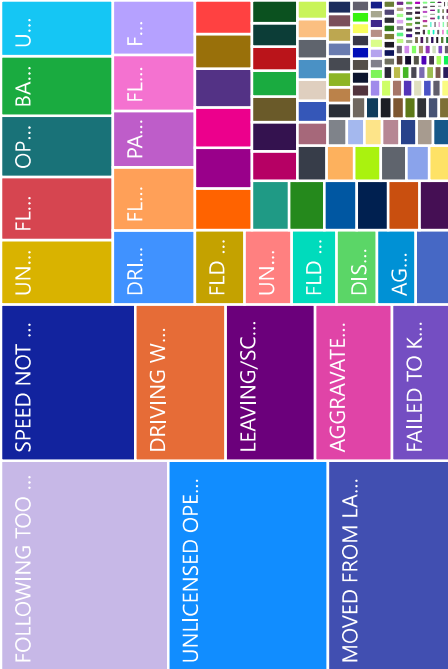 U...
F...
BA...
FL...
OP...
PA...
FL...
FL...
UN...
DRI...
FLD ...
UN...
FLD ...
DIS...
AG...
SPEED NOT ...
DRIVING W...
LEAVING/SC...
AGGRAVATE...
FAILED TO K...
FOLLOWING TOO ...
UNLICENSED OPE...
MOVED FROM LA...